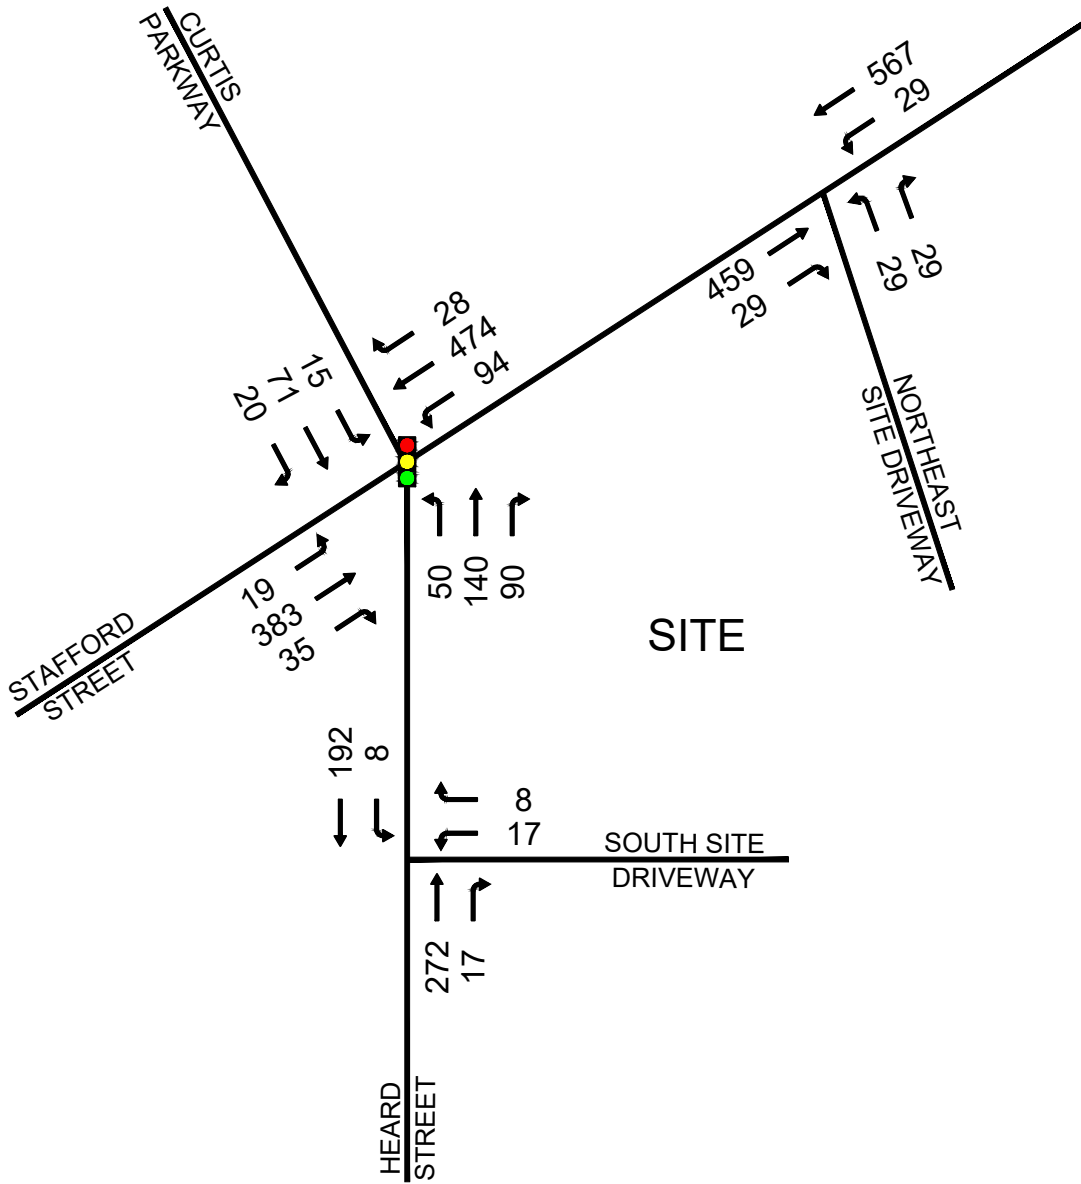 CURTIS
PARKWAY
567
29
29
29
459
29
28
474
94
15
71
20
NORTHEAST
SITE DRIVEWAY
50
140
90
19
383
35
SITE
STAFFORD
STREET
192
8
8
17
SOUTH SITE
DRIVEWAY
272
17
HEARD
STREET